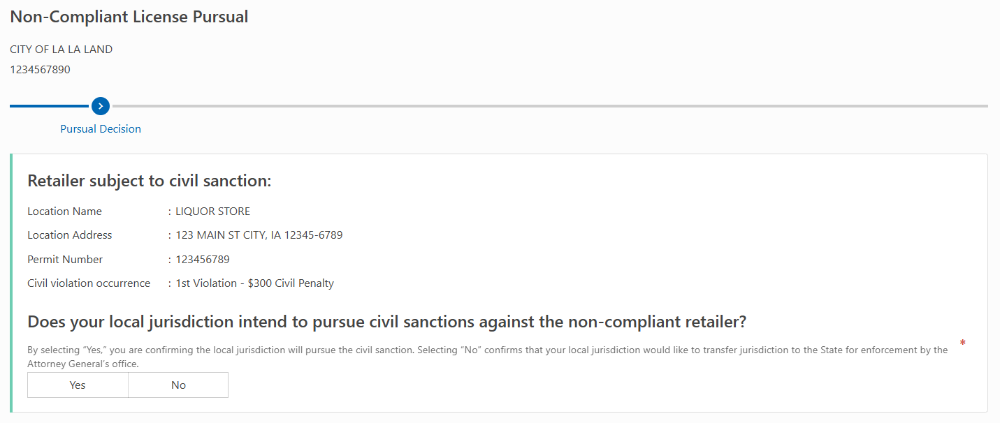 Non-Compliant License Pursual
CITY OF LA LA LAND
1234567890
Pursual Decision
Retailer subject to civil sanction:
Location Name : LIQUOR STORE
Location Address : 123 MAIN ST CITY, IA 12345-6789
Permit Number : 123456789
Civil violation occurrence : 1st Violation - $300 Civil Penalty
Does your local jurisdiction intend to pursue civil sanctions against the non-compliant retailer?
By selecting “Yes,” you are confirming the local jurisdiction will pursue the civil sanction. Selecting “No” confirms that your local jurisdiction would like to transfer jurisdiction to the State for enforcement by the *
Attorney General’s office.
Yes No